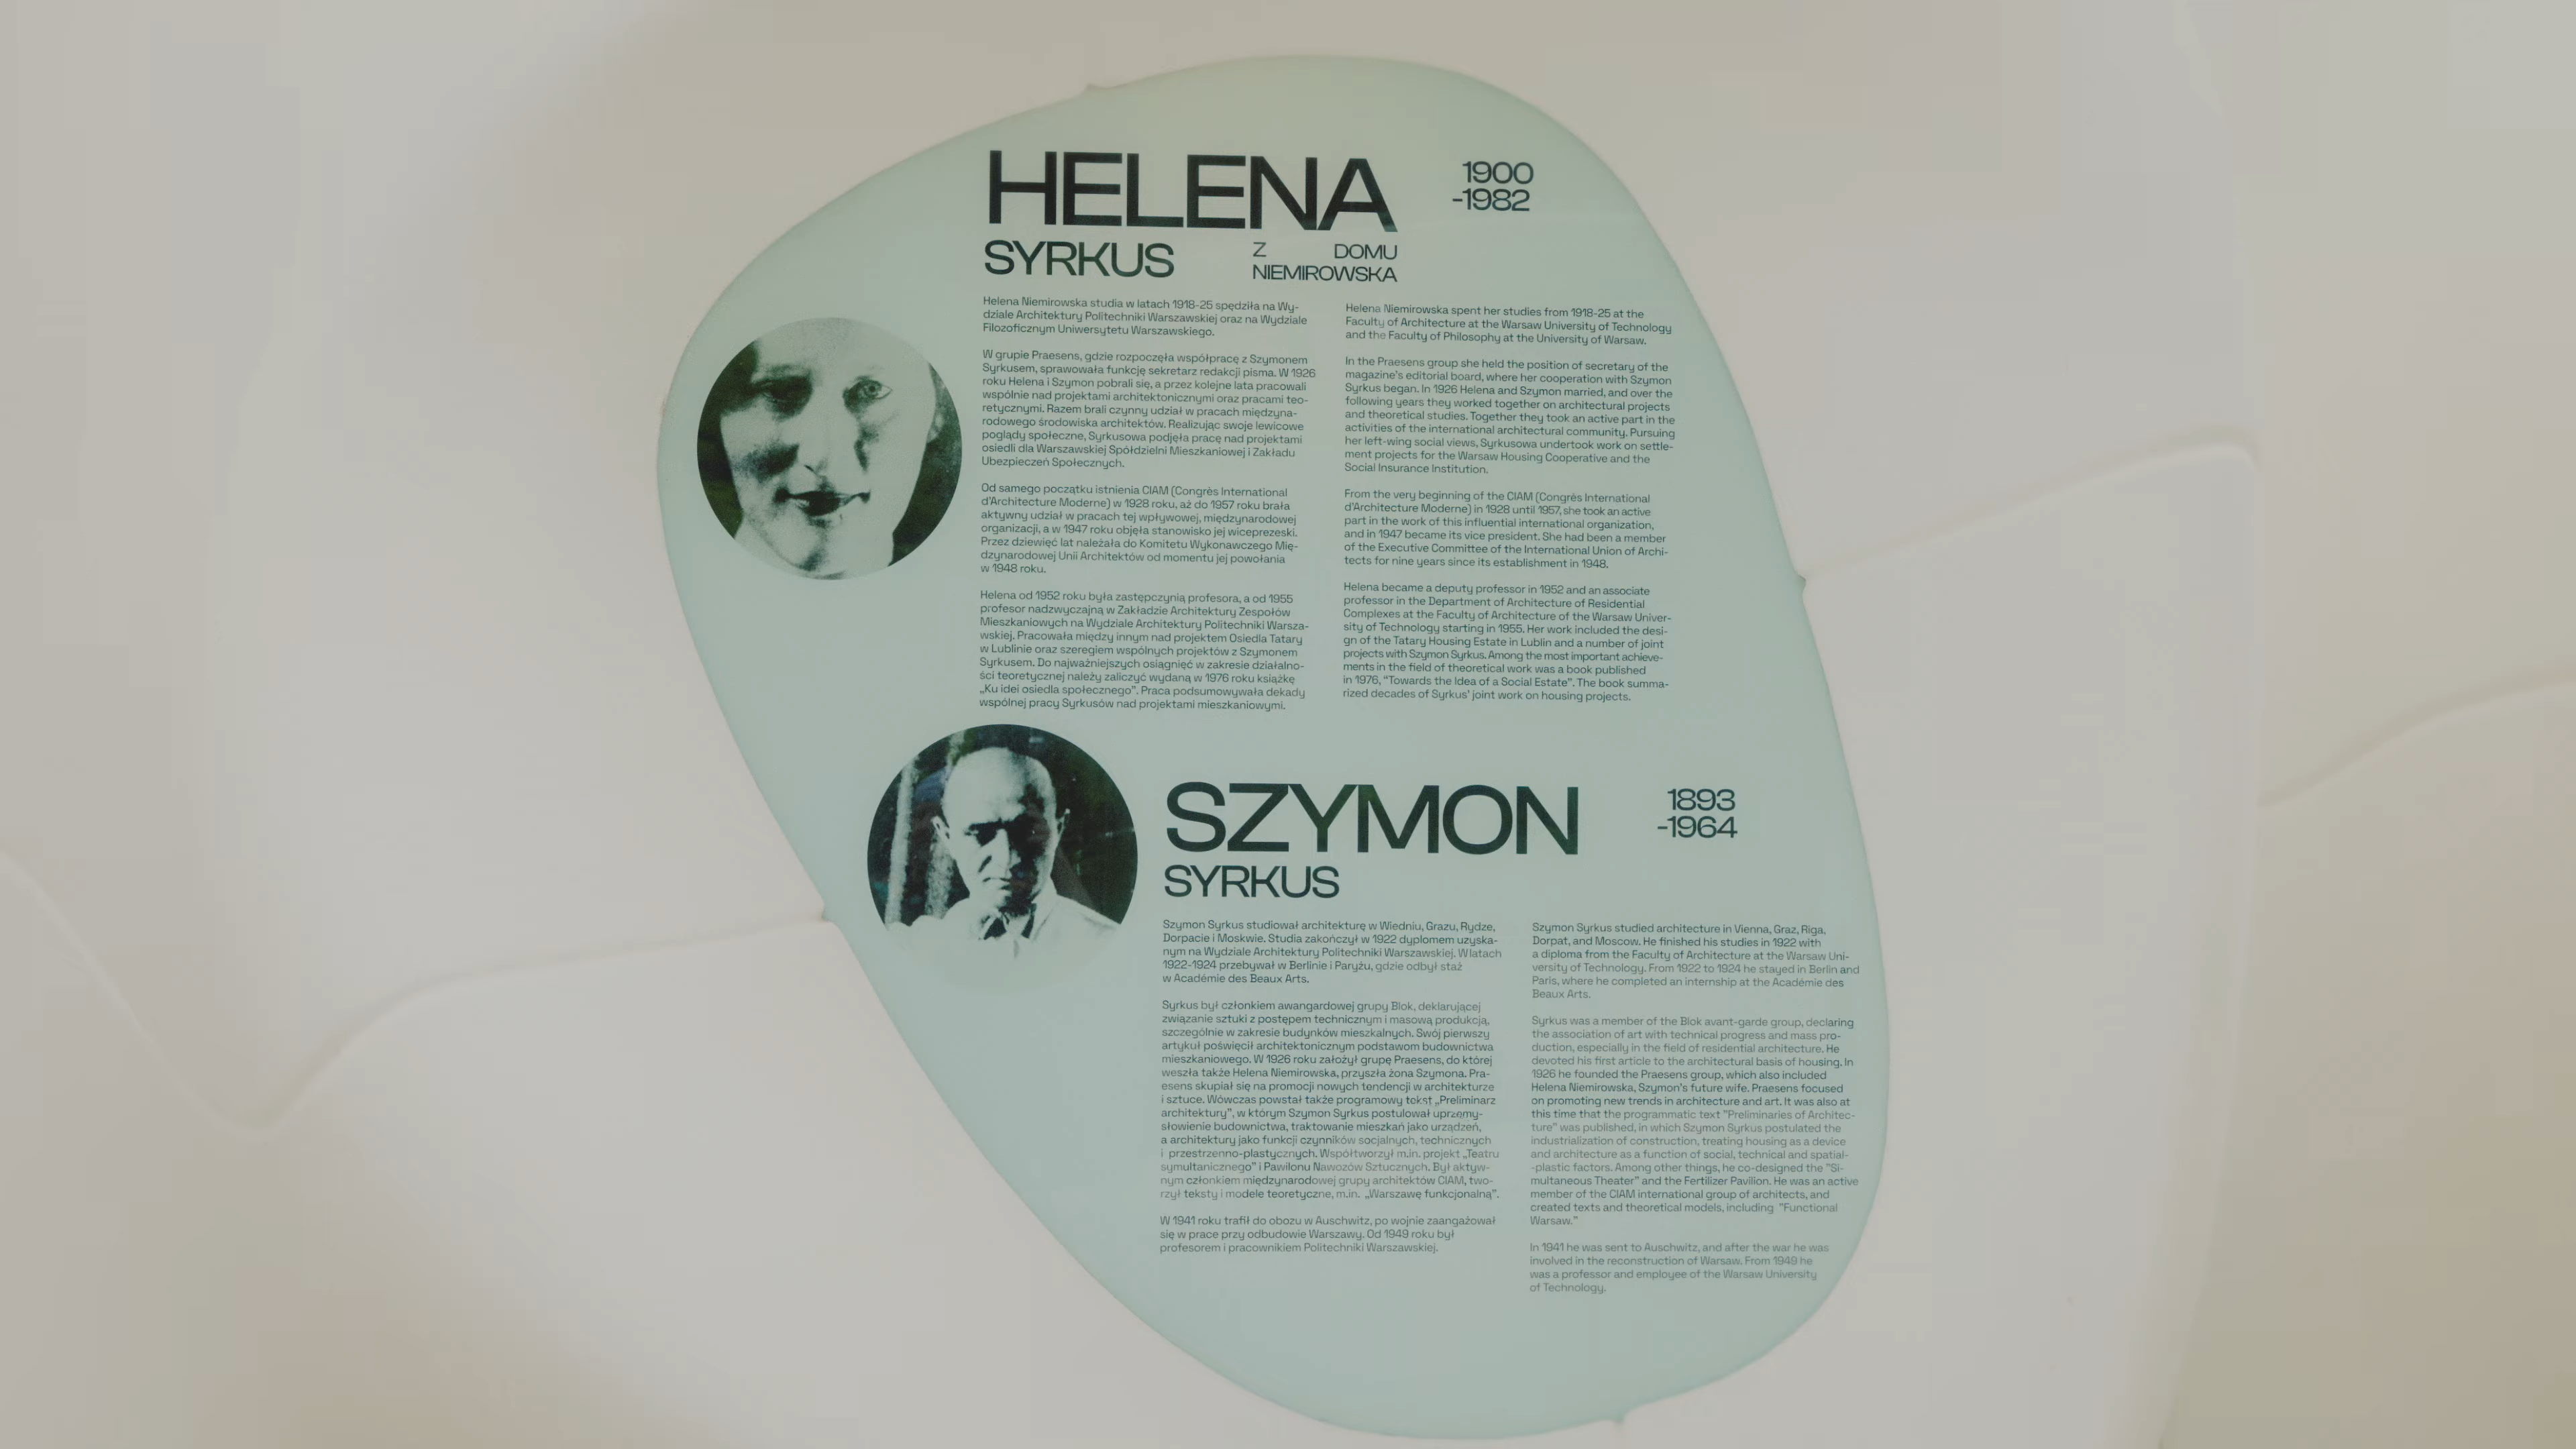 HELENA
1900
-1982
SYRKUS
Z DOMU
NIEMIROWSKA
Helena Niemirowska studia w latach 1918-25 spędziła na Wy-
dziale Architektury Politechniki Warszawskiej oraz na Wydziale
Filozoficznym Uniwersytetu Warszawskiego.
W grupie Praesens, gdzie rozpoczęła współpracę z Szymonem
Syrkusem, sprawowała funkcję sekretarz redakcji pisma. W 1926
roku Helena i Szymon pobrali się, a przez kolejne lata pracowali
wspólnie nad projektami architektonicznymi oraz pracami teo-
retycznymi. Razem brali czynny udział w pracach międzyna-
rodowego środowiska architektów. Realizując swoje lewicowe
poglądy społeczne, Syrkusowa podjęła pracę nad projektami
osiedli dla Warszawskiej Spółdzielni Mieszkaniowej i Zakładu
Ubezpieczeń Społecznych.
Od samego początku istnienia CIAM (Congrès International
d'Architecture Moderne) w 1928 roku, aż do 1957 roku brała
aktywny udział w pracach tej wpływowej, międzynarodowej
organizacji, a w 1947 roku objęła stanowisko jej wiceprezeski.
Przez dziewięć lat należała do Komitetu Wykonawczego Mię-
dzynarodowej Unii Architektów od momentu jej powołania
w 1948 roku.
Helena od 1952 roku była zastępczynią profesora, a od 1955
profesor nadzwyczajną w Zakładzie Architektury Zespołów
Mieszkaniowych na Wydziale Architektury Politechniki Warsza-
wskiej. Pracowała między innym nad projektem Osiedla Tatary
w Lublinie oraz szeregiem wspólnych projektów z Szymonem
Syrkusem. Do najważniejszych osiągnięć w zakresie działalno-
ści teoretycznej należy zaliczyć wydaną w 1976 roku książkę
„Ku idei osiedla społecznego”. Praca podsumowywała dekady
wspólnej pracy Syrkusów nad projektami mieszkaniowymi.
Helena Niemirowska spent her studies from 1918-25 at the
Faculty of Architecture at the Warsaw University of Technology
and the Faculty of Philosophy at the University of Warsaw.
In the Praesens group she held the position of secretary of the
magazine's editorial board, where her cooperation with Szymon
Syrkus began. In 1926 Helena and Szymon married, and over the
following years they worked together on architectural projects
and theoretical studies. Together they took an active part in the
activities of the international architectural community. Pursuing
her left-wing social views, Syrkusowa undertook work on settle-
ment projects for the Warsaw Housing Cooperative and the
Social Insurance Institution.
From the very beginning of the CIAM (Congrès International
d'Architecture Moderne) in 1928 until 1957, she took an active
part in the work of this influential international organization,
and in 1947 became its vice president. She had been a member
of the Executive Committee of the International Union of Archi-
tects for nine years since its establishment in 1948.
Helena became a deputy professor in 1952 and an associate
professor in the Department of Architecture of Residential
Complexes at the Faculty of Architecture of the Warsaw Univer-
sity of Technology starting in 1955. Her work included the desi-
gn of the Tatary Housing Estate in Lublin and a number of joint
projects with Szymon Syrkus. Among the most important achieve-
ments in the field of theoretical work was a book published
in 1976, “Towards the Idea of a Social Estate”. The book summa-
rized decades of Syrkus' joint work on housing projects.
SZYMON
1893
-1964
SYRKUS
Szymon Syrkus studiował architekturę w Wiedniu, Grazu, Rydze,
Dorpacie i Moskwie. Studia zakończył w 1922 dyplomem uzyska-
nym na Wydziale Architektury Politechniki Warszawskiej. W latach
1922-1924 przebywał w Berlinie i Paryżu, gdzie odbył staż
w Académie des Beaux Arts.
Syrkus był członkiem awangardowej grupy Blok, deklarującej
związanie sztuki z postępem technicznym i masową produkcją,
szczególnie w zakresie budynków mieszkalnych. Swój pierwszy
artykuł poświęcił architektonicznym podstawom budownictwa
mieszkaniowego. W 1926 roku założył grupę Praesens, do której
weszła także Helena Niemirowska, przyszła żona Szymona. Pra-
esens skupiał się na promocji nowych tendencji w architekturze
i sztuce. Wówczas powstał także programowy tekst „Preliminarz
architektury”, w którym Szymon Syrkus postulował uprzemy-
słowienie budownictwa, traktowanie mieszkań jako urządzeń,
a architektury jako funkcji czynników socjalnych, technicznych
i przestrzenno-plastycznych. Współtworzył m.in. projekt „Teatru
symultanicznego” i Pawilonu Nawozów Sztucznych. Był aktyw-
nym członkiem międzynarodowej grupy architektów CIAM, two-
rzył teksty i modele teoretyczne, m.in. „Warszawę funkcjonalną”.
W 1941 roku trafił do obozu w Auschwitz, po wojnie zaangażował
się w prace przy odbudowie Warszawy. Od 1949 roku był
profesorem i pracownikiem Politechniki Warszawskiej.
Szymon Syrkus studied architecture in Vienna, Graz, Riga,
Dorpat, and Moscow. He finished his studies in 1922 with
a diploma from the Faculty of Architecture at the Warsaw Uni-
versity of Technology. From 1922 to 1924 he stayed in Berlin and
Paris, where he completed an internship at the Académie des
Beaux Arts.
Syrkus was a member of the Blok avant-garde group, declaring
the association of art with technical progress and mass pro-
duction, especially in the field of residential architecture. He
devoted his first article to the architectural basis of housing. In
1926 he founded the Praesens group, which also included
Helena Niemirowska, Szymon's future wife. Praesens focused
on promoting new trends in architecture and art. It was also at
this time that the programmatic text "Preliminaries of Architec-
ture" was published, in which Szymon Syrkus postulated the
industrialization of construction, treating housing as a device
and architecture as a function of social, technical and spatial-
-plastic factors. Among other things, he co-designed the "Si-
multaneous Theater" and the Fertilizer Pavilion. He was an active
member of the CIAM international group of architects, and
created texts and theoretical models, including "Functional
Warsaw."
In 1941 he was sent to Auschwitz, and after the war he was
involved in the reconstruction of Warsaw. From 1949 he
was a professor and employee of the Warsaw University
of Technology.